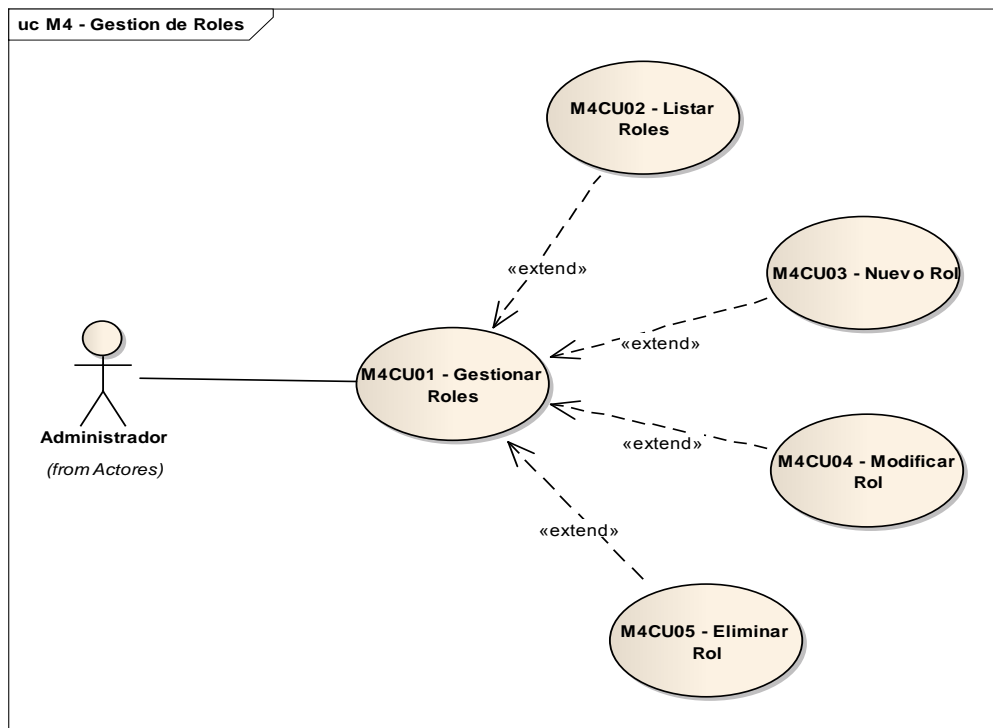 uc M4 - Gestion de Roles
M4CU02 - Listar
Roles
«extend»
M4CU03 - Nuevo Rol
«extend»
M4CU01 - Gestionar
Roles
Administrador
(from Actores)
«extend»
M4CU04 - Modificar
Rol
«extend»
M4CU05 - Eliminar
Rol